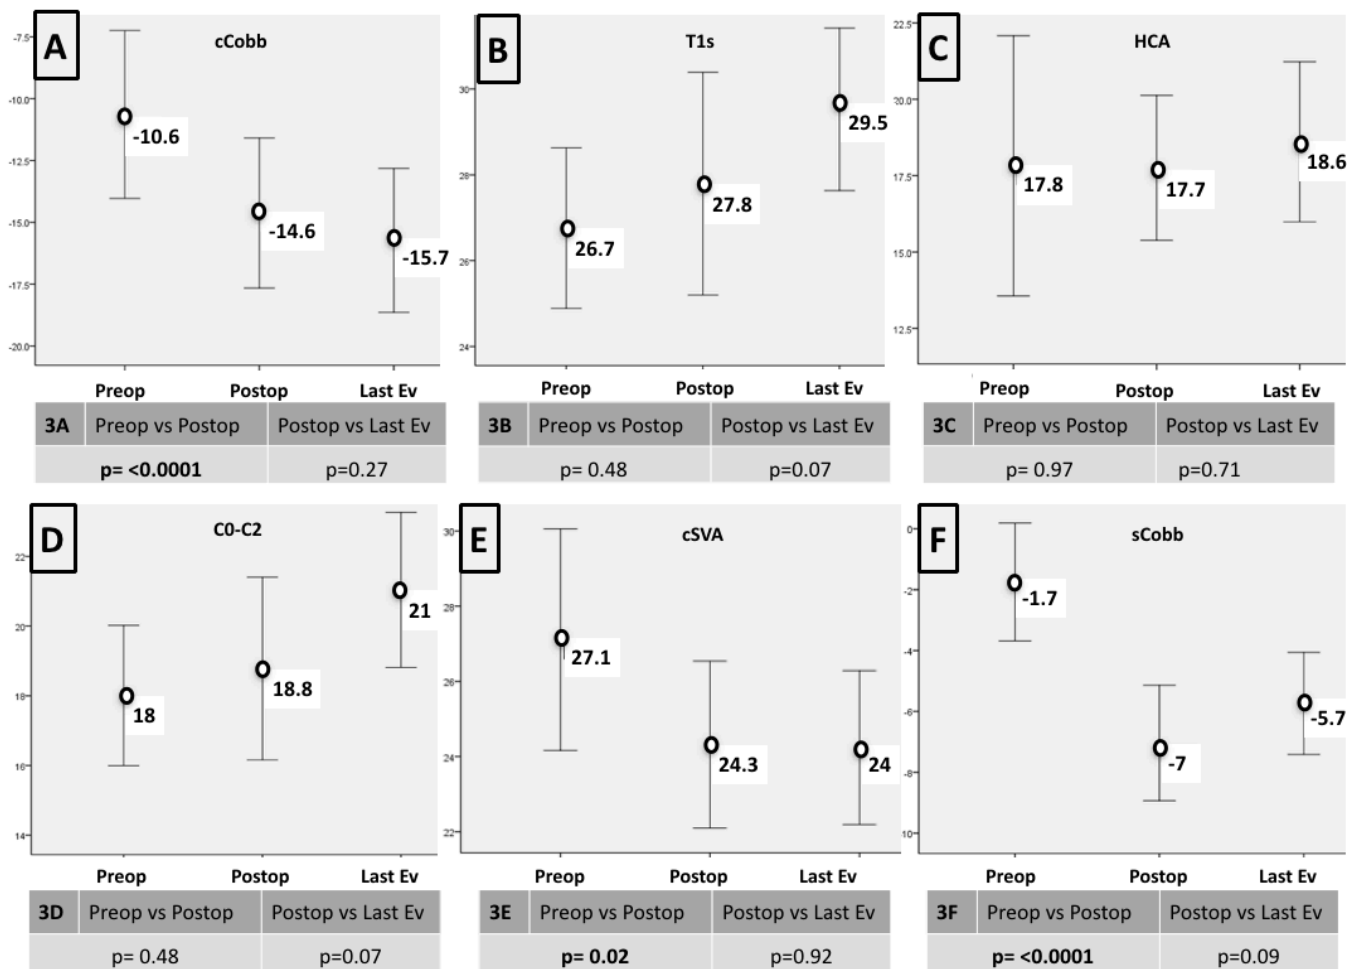 A
cCobb
-7.5
-10.0
-12.5
-15.0
-17.5
-20.0
-10.6
-14.6
-15.7
Preop Postop Last Ev
3A Preop vs Postop Postop vs Last Ev
p= <0.0001 p=0.27
B
T1s
30
28
26
24
26.7
27.8
29.5
Preop Postop Last Ev
3B Preop vs Postop Postop vs Last Ev
p= 0.48 p=0.07
C
HCA
22.5
20.0
17.5
15.0
12.5
17.8
17.7
18.6
Preop Postop Last Ev
3C Preop vs Postop Postop vs Last Ev
p= 0.97 p=0.71
D
C0-C2
22
20
18
16
14
18
18.8
21
Preop Postop Last Ev
3D Preop vs Postop Postop vs Last Ev
p= 0.48 p=0.07
E
cSVA
30
28
26
24
22
27.1
24.3
24
Preop Postop Last Ev
3E Preop vs Postop Postop vs Last Ev
p= 0.02 p=0.92
F
sCobb
0
-2
-4
-6
-8
10
-1.7
-7
-5.7
Preop Postop Last Ev
3F Preop vs Postop Postop vs Last Ev
p= <0.0001 p=0.09